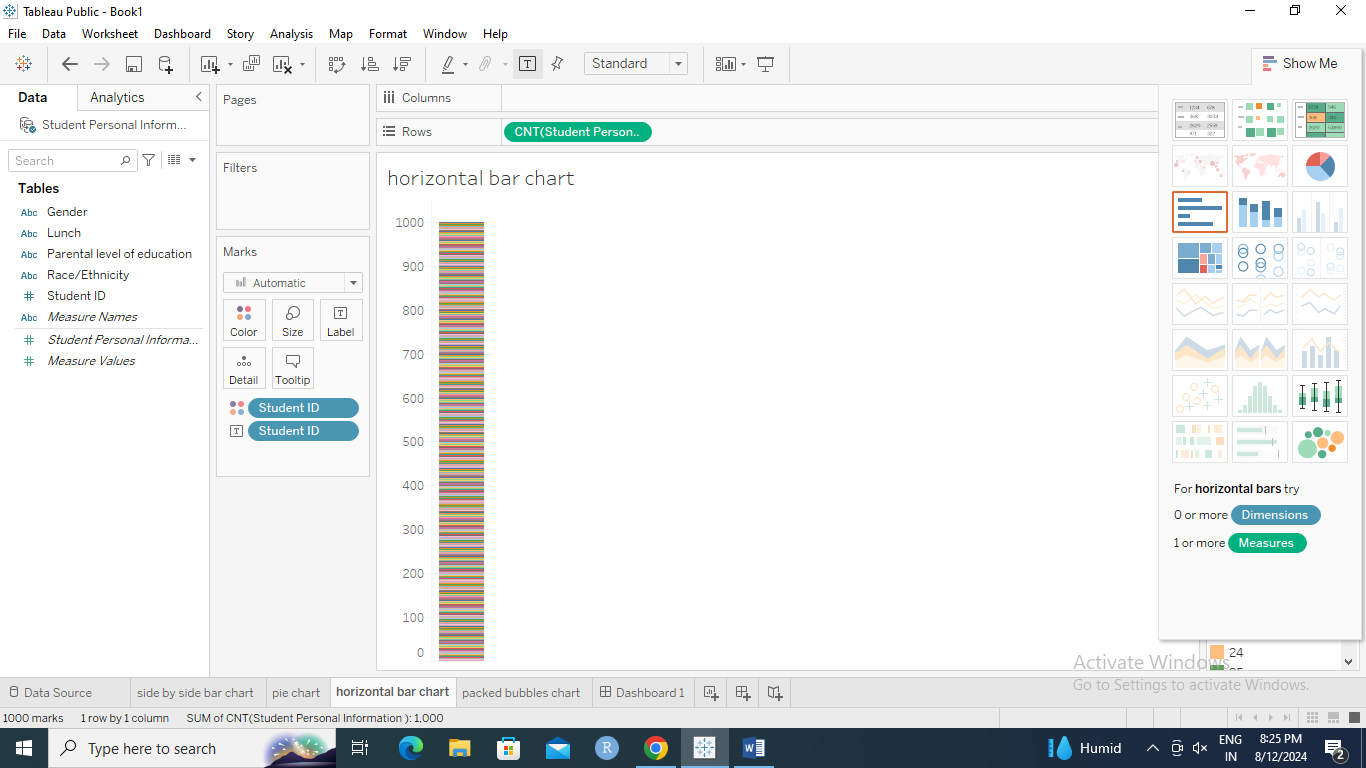 Tableau Public - Book1
File Data Worksheet Dashboard Story Analysis Map Format Window Help
Standard
Show Me
Data Analytics
Student Personal Inform...
Search
Tables
Abc Gender
Abc Lunch
Abc Parental level of education
Abc Race/Ethnicity
# Student ID
Abc Measure Names
# Student Personal Informa...
# Measure Values
Pages
Filters
Marks
Automatic
Color Size Label
Detail Tooltip
Student ID
Student ID
Columns
Rows CNT(Student Person..
horizontal bar chart
1000
900
800
700
600
500
400
300
200
100
0
For horizontal bars try
0 or more Dimensions
1 or more Measures
24
Activate Windows
Go to Settings to activate Windows.
Data Source side by side bar chart pie chart horizontal bar chart packed bubbles chart Dashboard 1
1000 marks 1 row by 1 column SUM of CNT(Student Personal Information ): 1,000
Type here to search
R
W
Humid
ENG
IN
8:25 PM
8/12/2024
2